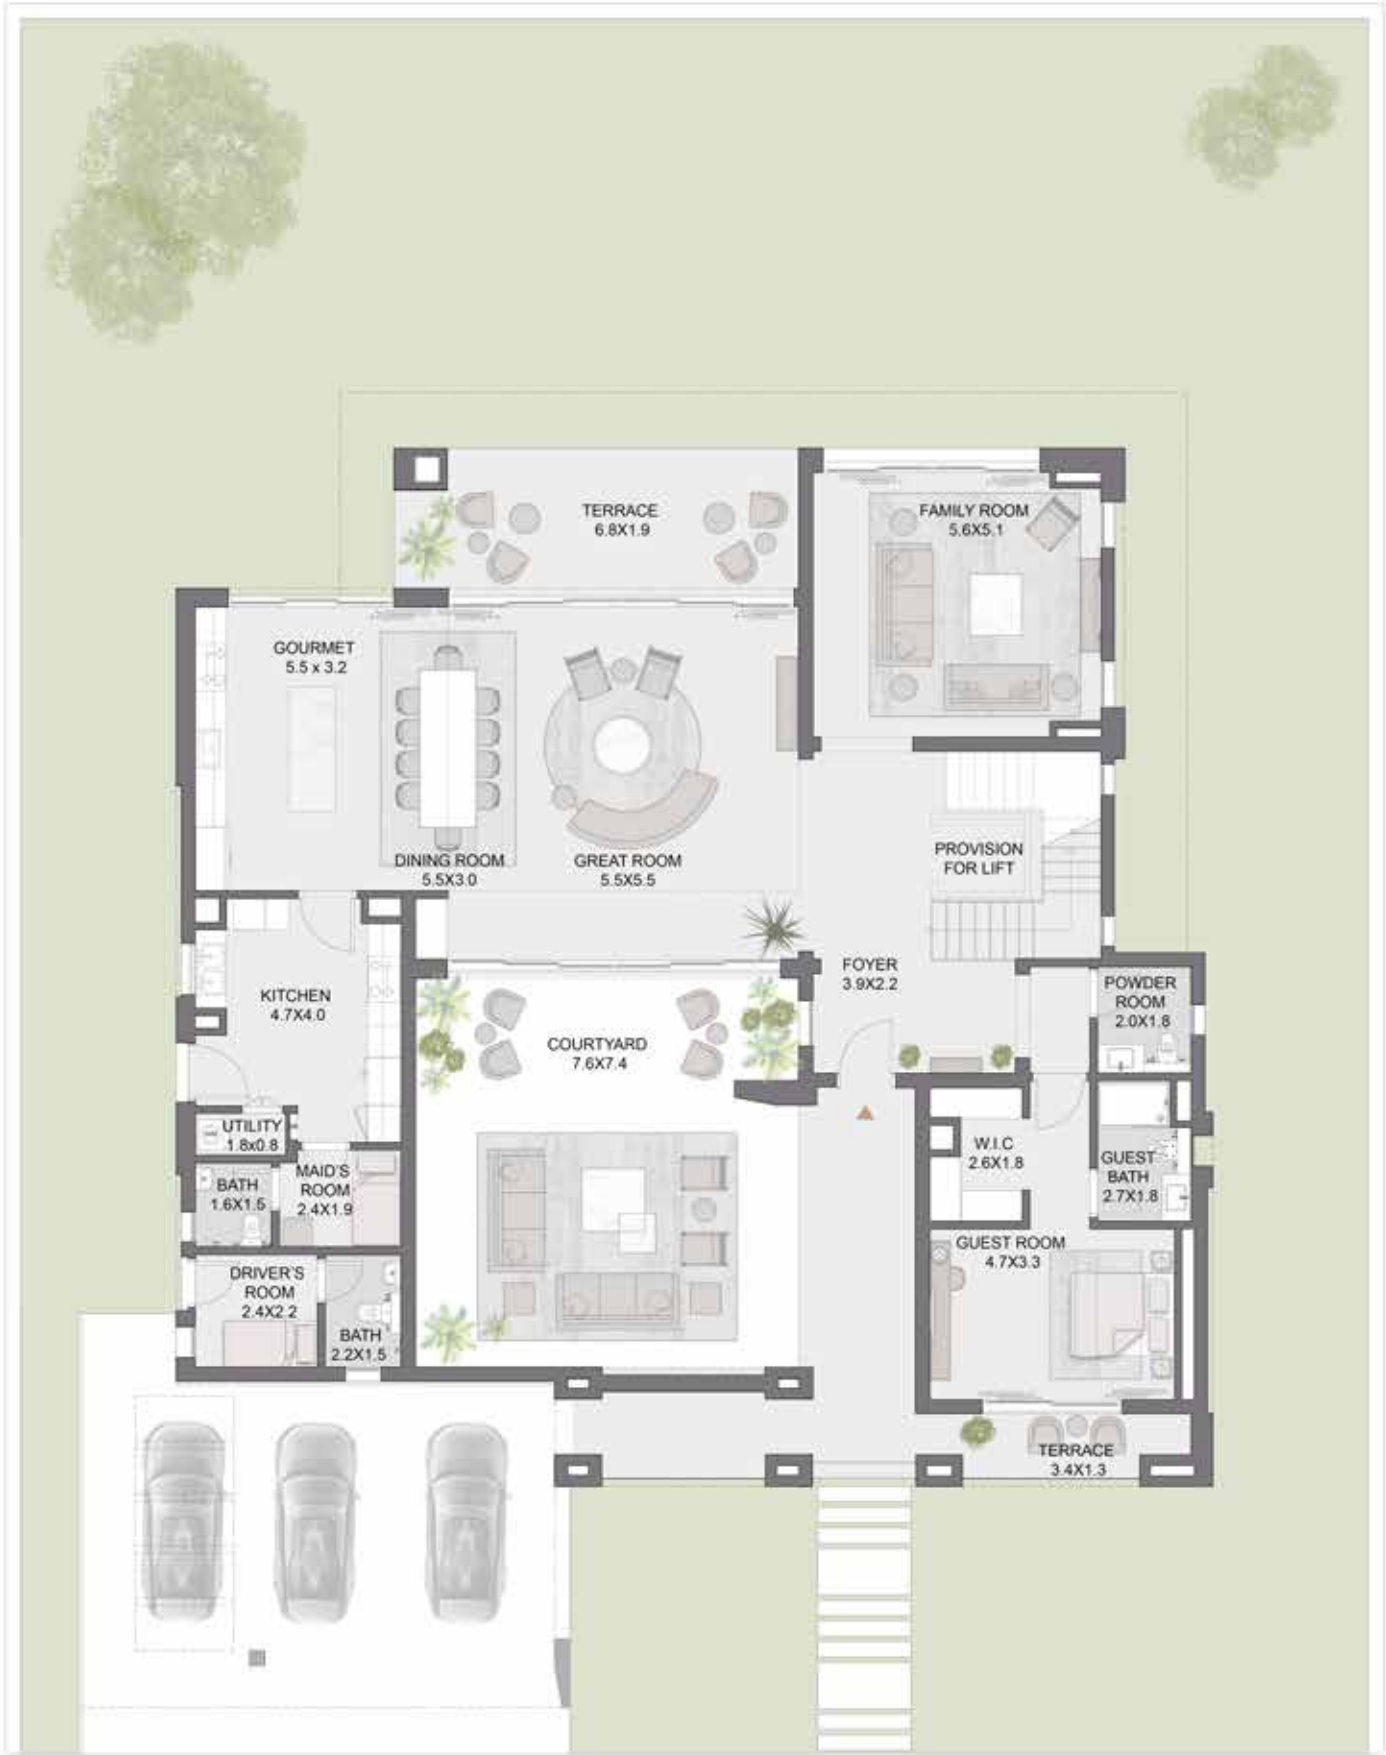 TERRACE
6.8X1.9
FAMILY ROOM
5.6X5.1
GOURMET
5.5 x 3.2
DINING ROOM
5.5X3.0
GREAT ROOM
5.5X5.5
PROVISION
FOR LIFT
KITCHEN
4.7X4.0
FOYER
3.9X2.2
POWDER
ROOM
2.0X1.8
COURTYARD
7.6X7.4
UTILITY
1.8x0.8
W.I.C
2.6X1.8
GUEST
BATH
2.7X1.8
BATH
1.6X1.5
MAID'S
ROOM
2.4X1.9
GUEST ROOM
4.7X3.3
DRIVER'S
ROOM
2.4X2.2
BATH
2.2X1.5
TERRACE
3.4X1.3